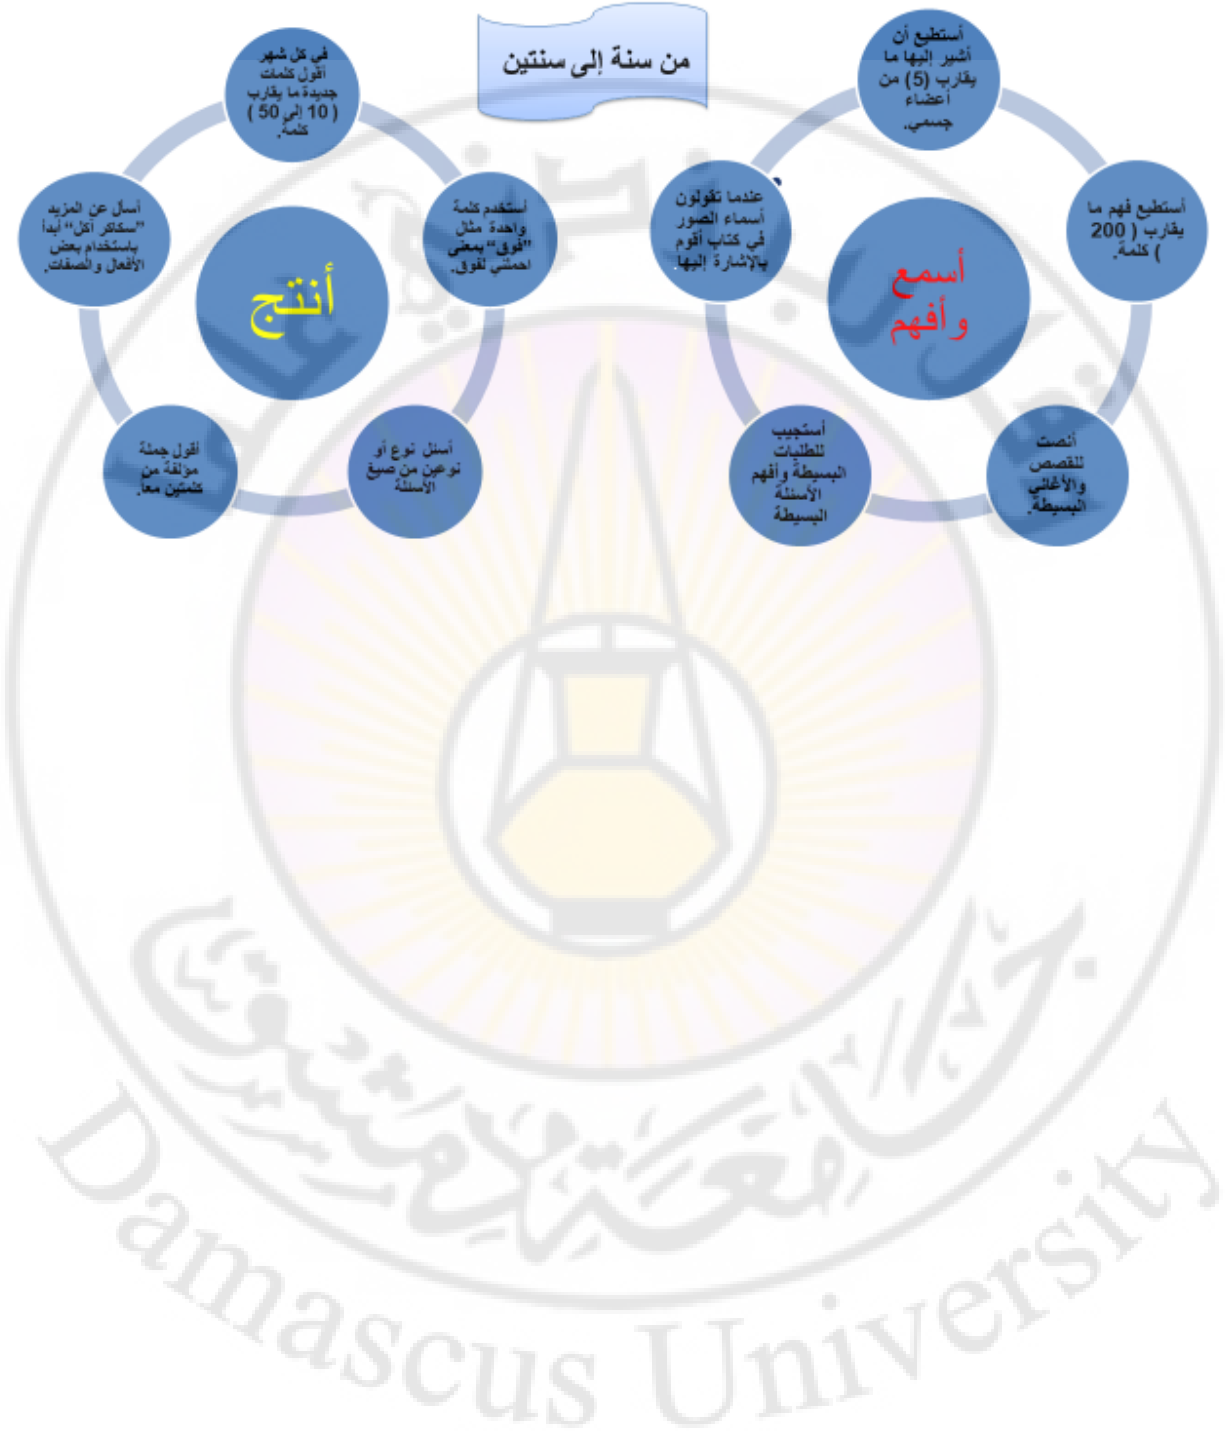 من سنة إلى سنتين
أسمع
وأفهم
أستطيع أن
أشير إليها ما
يقارب (5) من
أعضاء
جسمي.
أستطيع فهم ما
يقارب ( 200
) كلمة.
أنصت
للقصص
والأغاني
البسيطة.
أستجيب
للطلبات
البسيطة وأفهم
الأسئلة
البسيطة
عندما تقولون
أسماء الصور
في كتاب أقوم
بالإشارة إليها.
أنتج
في كل شهر
أقول كلمات
جديدة ما يقارب
( 10 إلى 50 )
كلمة.
أستخدم كلمة
واحدة مثال
"فوق" بمعنى
احملني لفوق.
أسئل نوع أو
نوعين من صيغ
الأسئلة
أقول جملة
مؤلفة من
كلمتين معاً.
أسأل عن المزيد
"سكاكر أكل" أبدأ
باستخدام بعض
الأفعال والصفات.
جامعة دمشق
Damascus University